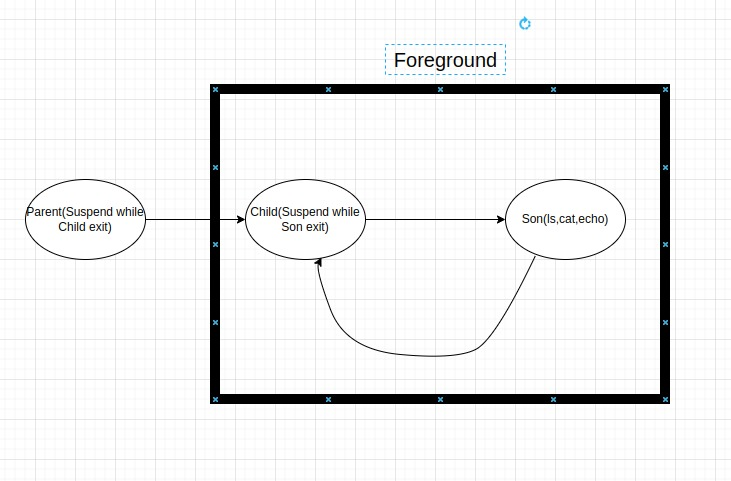 Foreground
Parent(Suspend while
Child exit)
Child(Suspend while
Son exit)
Son(ls,cat,echo)